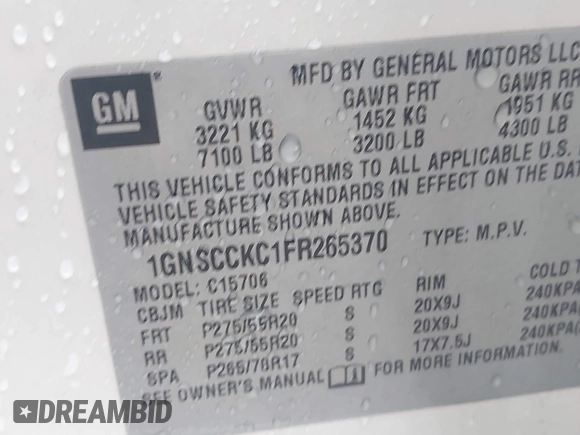 GM ®
MFD BY GENERAL MOTORS LLC
GVWR GAWR FRT GAWR RR
3221 KG 1452 KG 1951 KG
7100 LB 3200 LB 4300 LB
THIS VEHICLE CONFORMS TO ALL APPLICABLE U.S.
VEHICLE SAFETY STANDARDS IN EFFECT ON THE DAT
MANUFACTURE SHOWN ABOVE.
1GNSCCKC1FR265370 TYPE: M.P.V.
MODEL: C15706
CBJM TIRE SIZE SPEED RTG RIM COLD T
FRT P275/55R20 S 20X9J 240KPA(
RR P275/55R20 S 20X9J 240KPA(
SPA P265/70R17 S 17X7.5J 240KPA(
SEE OWNER'S MANUAL FOR MORE INFORMATION.
DREAMBID